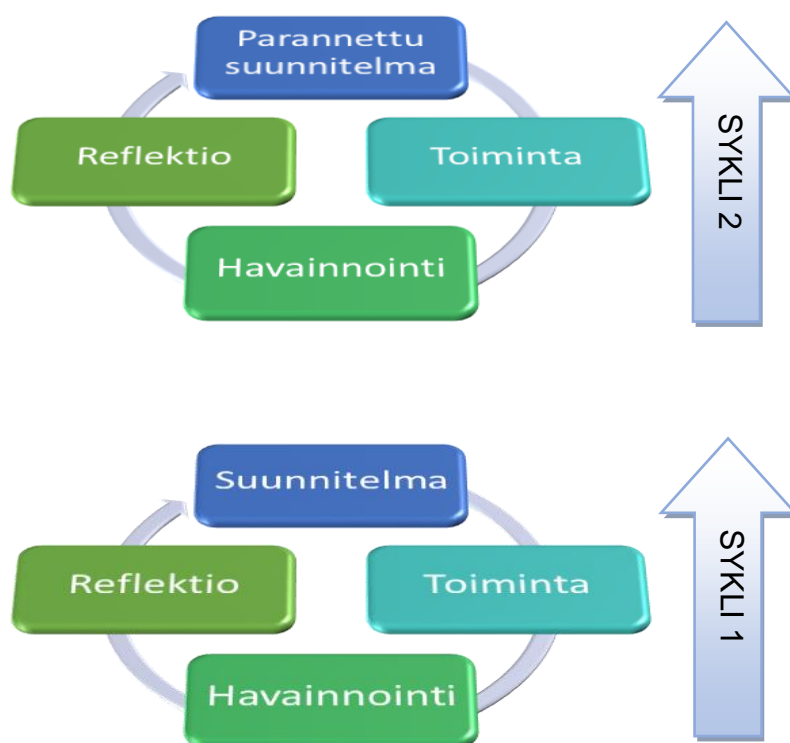 Parannettu
suunnitelma
Reflektio
Toiminta
Havainnointi
SYKLI 2
Suunnitelma
Reflektio
Toiminta
Havainnointi
SYKLI 1